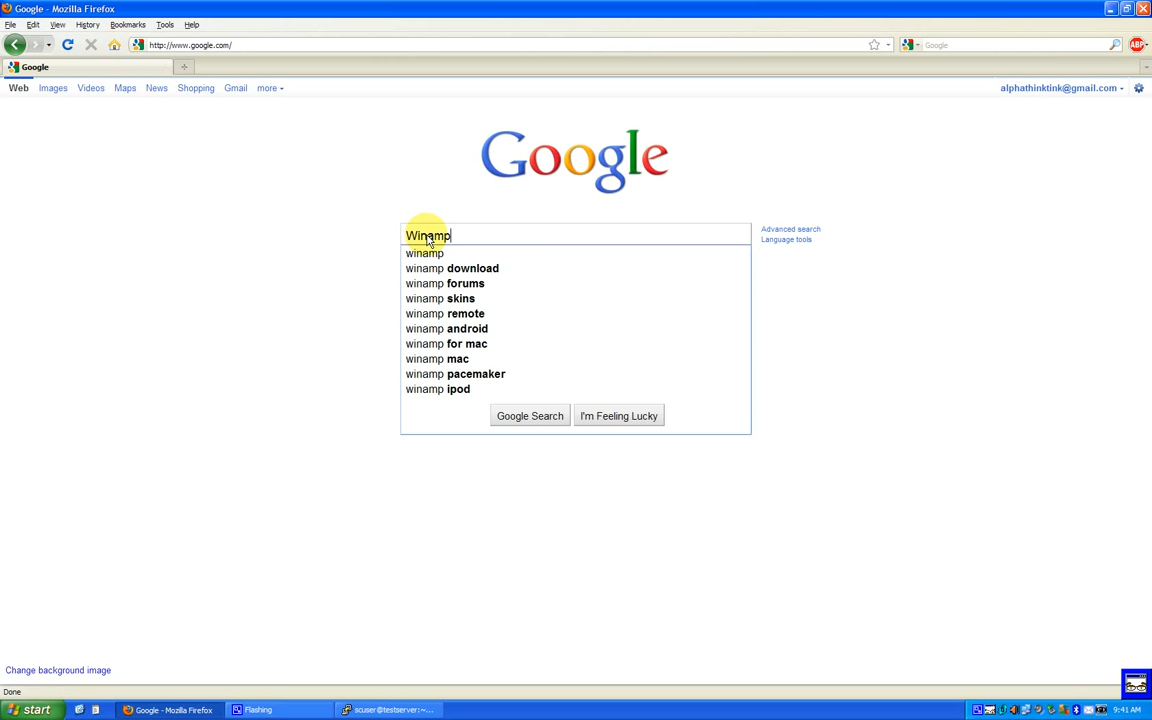 Google - Mozilla Firefox
File Edit View History Bookmarks Tools Help
http://www.google.com/ Google ABP
Google
Web Images Videos Maps News Shopping Gmail more alphathinktink@gmail.com
Google
Winamp Advanced search
Language tools
winamp
winamp download
winamp forums
winamp skins
winamp remote
winamp android
winamp for mac
winamp mac
winamp pacemaker
winamp ipod
Google Search I'm Feeling Lucky
Change background image
Done
start Google - Mozilla Firefox Flashing scuser@testserver:~... 9:41 AM